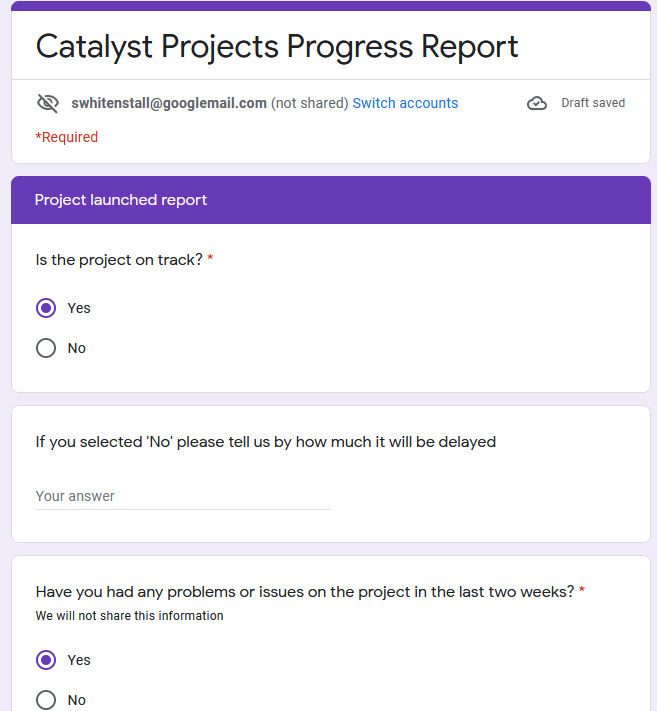 Catalyst Projects Progress Report
swhitenstall@googlemail.com (not shared) Switch accounts
Draft saved
*Required
Project launched report
Is the project on track? *
Yes
No
If you selected 'No' please tell us by how much it will be delayed
Your answer
Have you had any problems or issues on the project in the last two weeks? *
We will not share this information
Yes
No